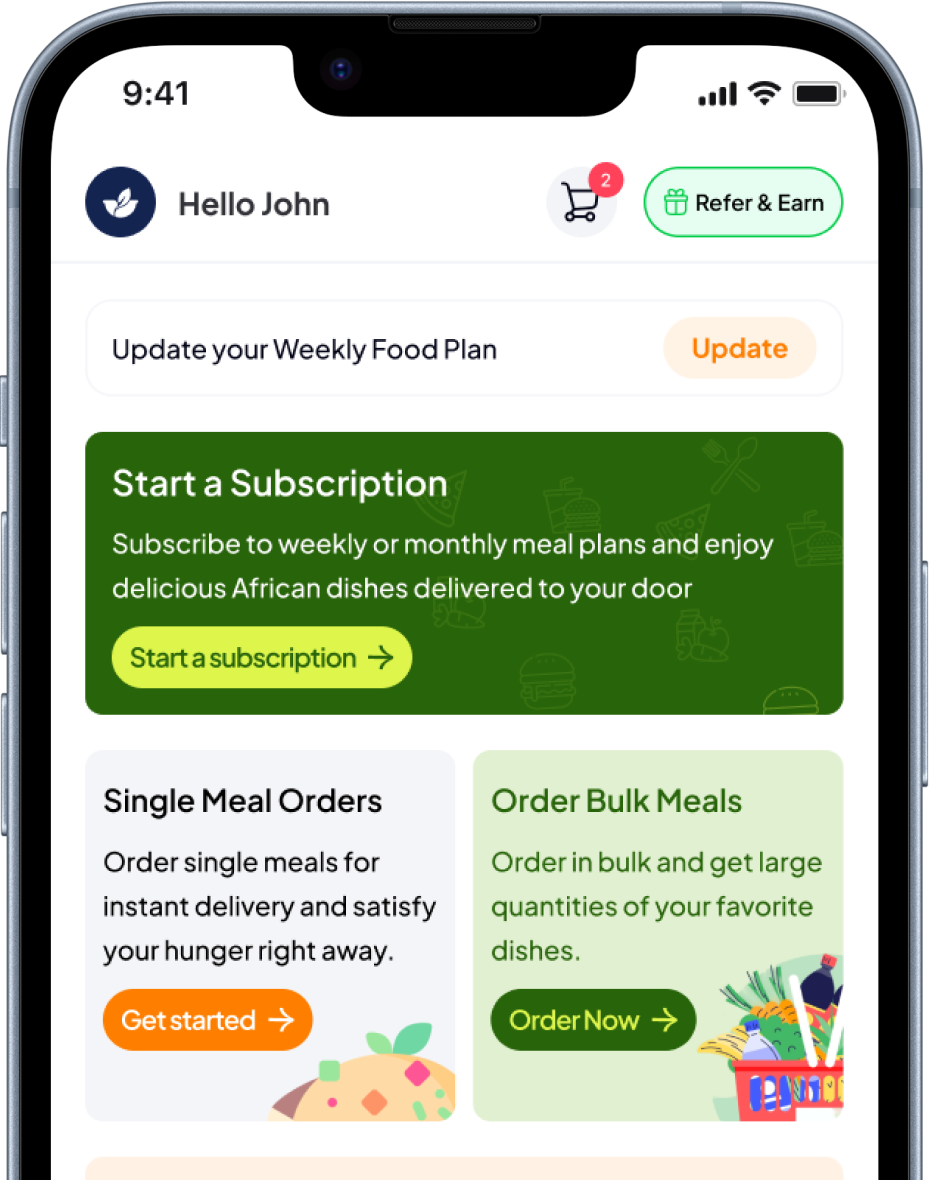 9:41
Hello John
2
Refer & Earn
Update your Weekly Food Plan
Update
Start a Subscription
Subscribe to weekly or monthly meal plans and enjoy
delicious African dishes delivered to your door
Start a subscription
Single Meal Orders
Order single meals for
instant delivery and satisfy
your hunger right away.
Get started
Order Bulk Meals
Order in bulk and get large
quantities of your favorite
dishes.
Order Now